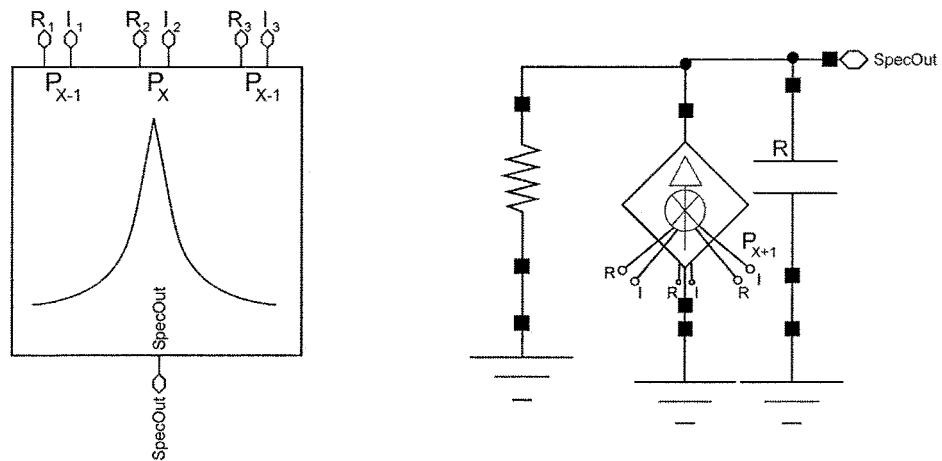 R1 I1 R2 I2 R3 I3
PX-1 PX PX-1
SpecOut
SpecOut
SpecOut
R
PX+1
R I R I R I